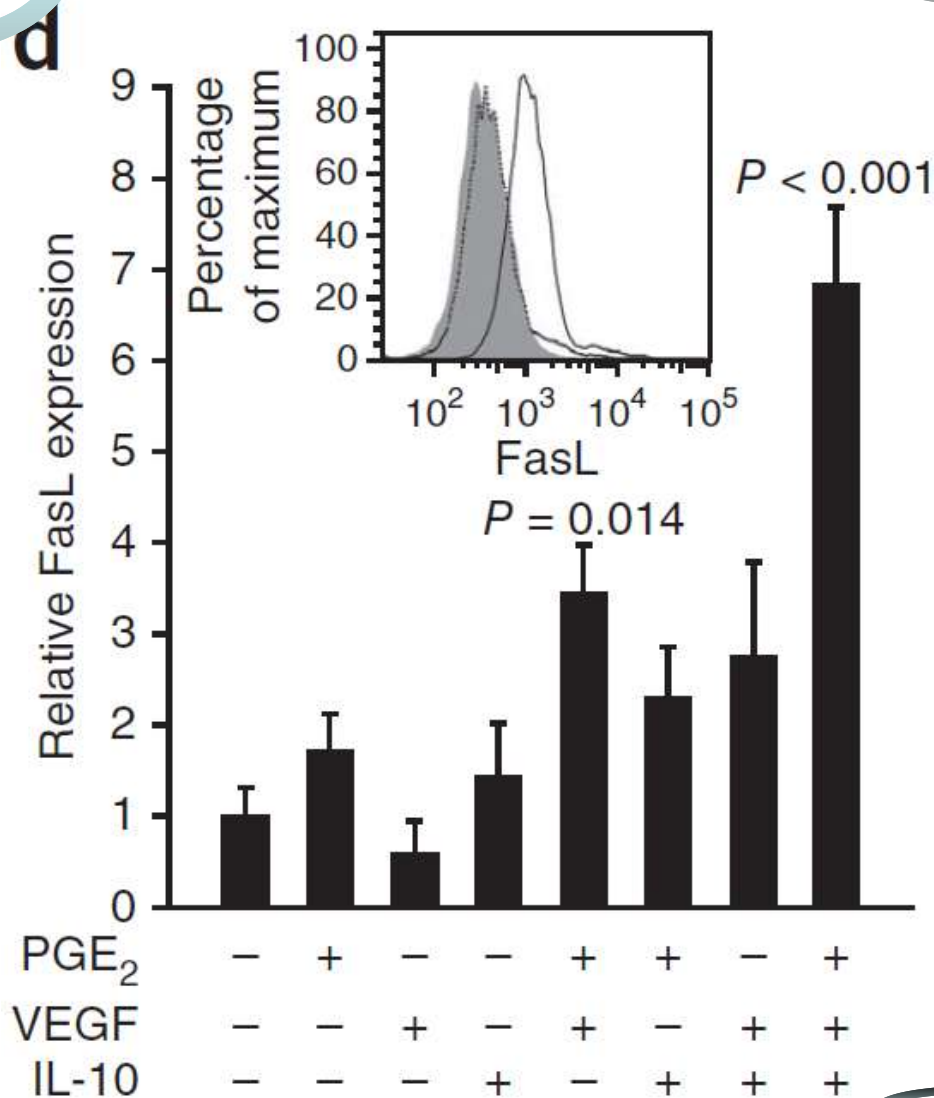 d
Percentage
of maximum
100
80
60
40
20
0
10² 10³ 10⁴ 10⁵
FasL
P < 0.001
P = 0.014
Relative FasL expression
9
8
7
6
5
4
3
2
1
0
PGE₂ − + − − + + − +
VEGF − − + − + − + +
IL-10 − − − + − + + +